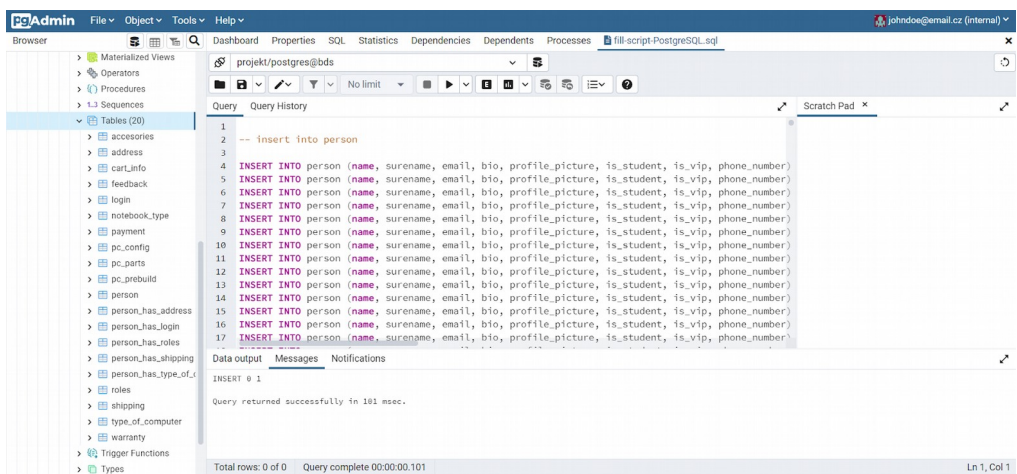 pgAdmin File Object Tools Help johndoe@email.cz (internal)
Browser Dashboard Properties SQL Statistics Dependencies Dependents Processes fill-script-PostgreSQL.sql
Materialized Views
Operators
Procedures
1..3 Sequences
Tables (20)
accesories
address
cart_info
feedback
login
notebook_type
payment
pc_config
pc_parts
pc_prebuild
person
person_has_address
person_has_login
person_has_roles
person_has_shipping
person_has_type_of_c
roles
shipping
type_of_computer
warranty
Trigger Functions
Types
projekt/postgres@bds
No limit
Query Query History Scratch Pad
1
2 -- insert into person
3
4 INSERT INTO person (name, surename, email, bio, profile_picture, is_student, is_vip, phone_number)
5 INSERT INTO person (name, surename, email, bio, profile_picture, is_student, is_vip, phone_number)
6 INSERT INTO person (name, surename, email, bio, profile_picture, is_student, is_vip, phone_number)
7 INSERT INTO person (name, surename, email, bio, profile_picture, is_student, is_vip, phone_number)
8 INSERT INTO person (name, surename, email, bio, profile_picture, is_student, is_vip, phone_number)
9 INSERT INTO person (name, surename, email, bio, profile_picture, is_student, is_vip, phone_number)
10 INSERT INTO person (name, surename, email, bio, profile_picture, is_student, is_vip, phone_number)
11 INSERT INTO person (name, surename, email, bio, profile_picture, is_student, is_vip, phone_number)
12 INSERT INTO person (name, surename, email, bio, profile_picture, is_student, is_vip, phone_number)
13 INSERT INTO person (name, surename, email, bio, profile_picture, is_student, is_vip, phone_number)
14 INSERT INTO person (name, surename, email, bio, profile_picture, is_student, is_vip, phone_number)
15 INSERT INTO person (name, surename, email, bio, profile_picture, is_student, is_vip, phone_number)
16 INSERT INTO person (name, surename, email, bio, profile_picture, is_student, is_vip, phone_number)
17 INSERT INTO person (name, surename, email, bio, profile_picture, is_student, is_vip, phone_number)
Data output Messages Notifications
INSERT 0 1
Query returned successfully in 101 msec.
Total rows: 0 of 0 Query complete 00:00:00.101 Ln 1, Col 1